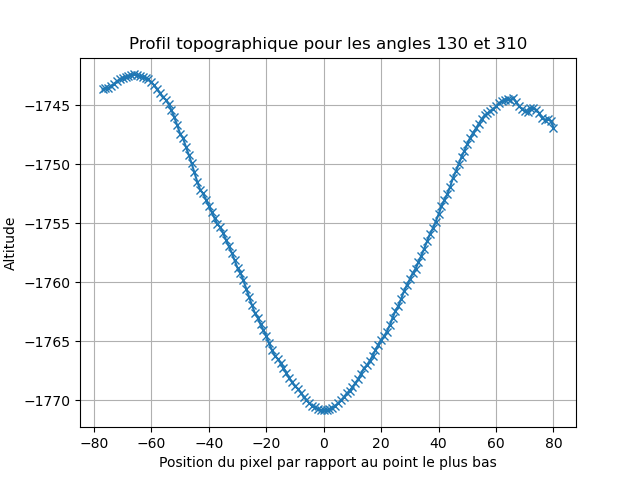 Profil topographique pour les angles 130 et 310
Altitude
−1745
−1750
−1755
−1760
−1765
−1770
−80 −60 −40 −20 0 20 40 60 80
Position du pixel par rapport au point le plus bas